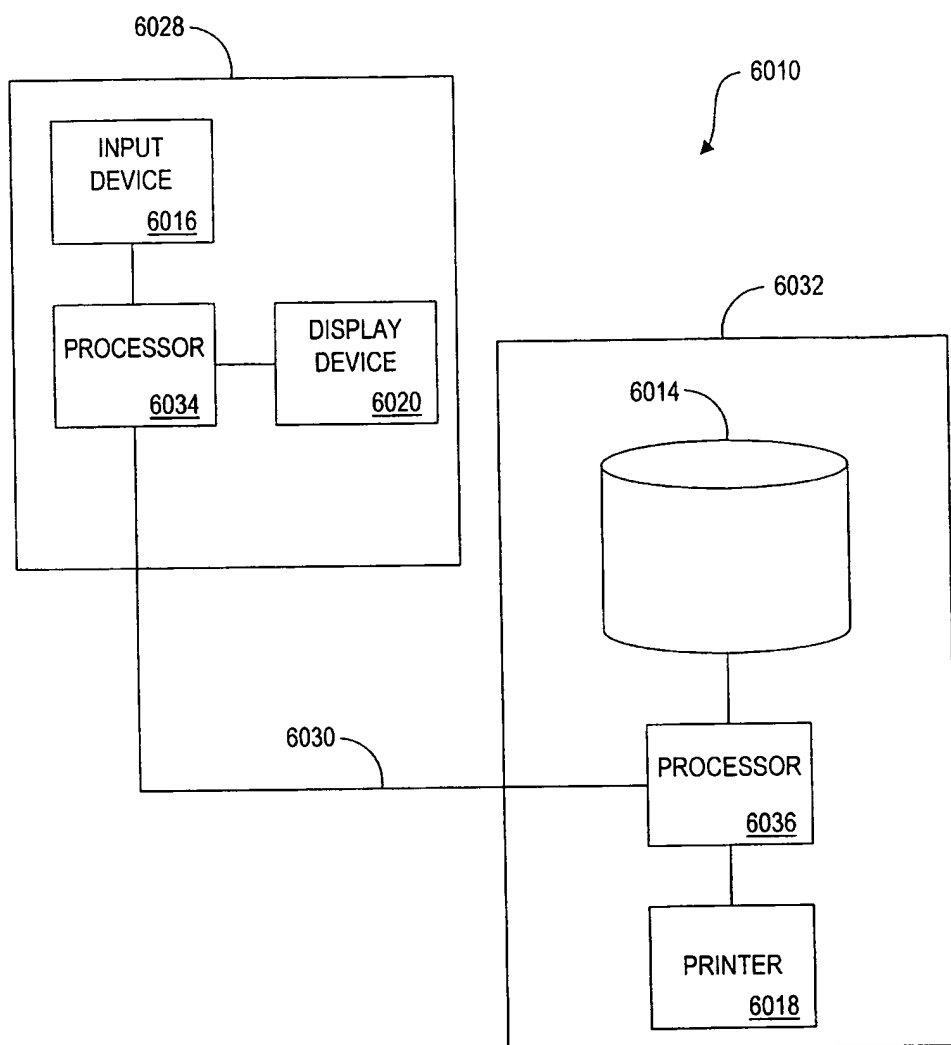 6028
6010
INPUT
DEVICE
6016
PROCESSOR
6034
DISPLAY
DEVICE
6020
6032
6014
6030
PROCESSOR
6036
PRINTER
6018